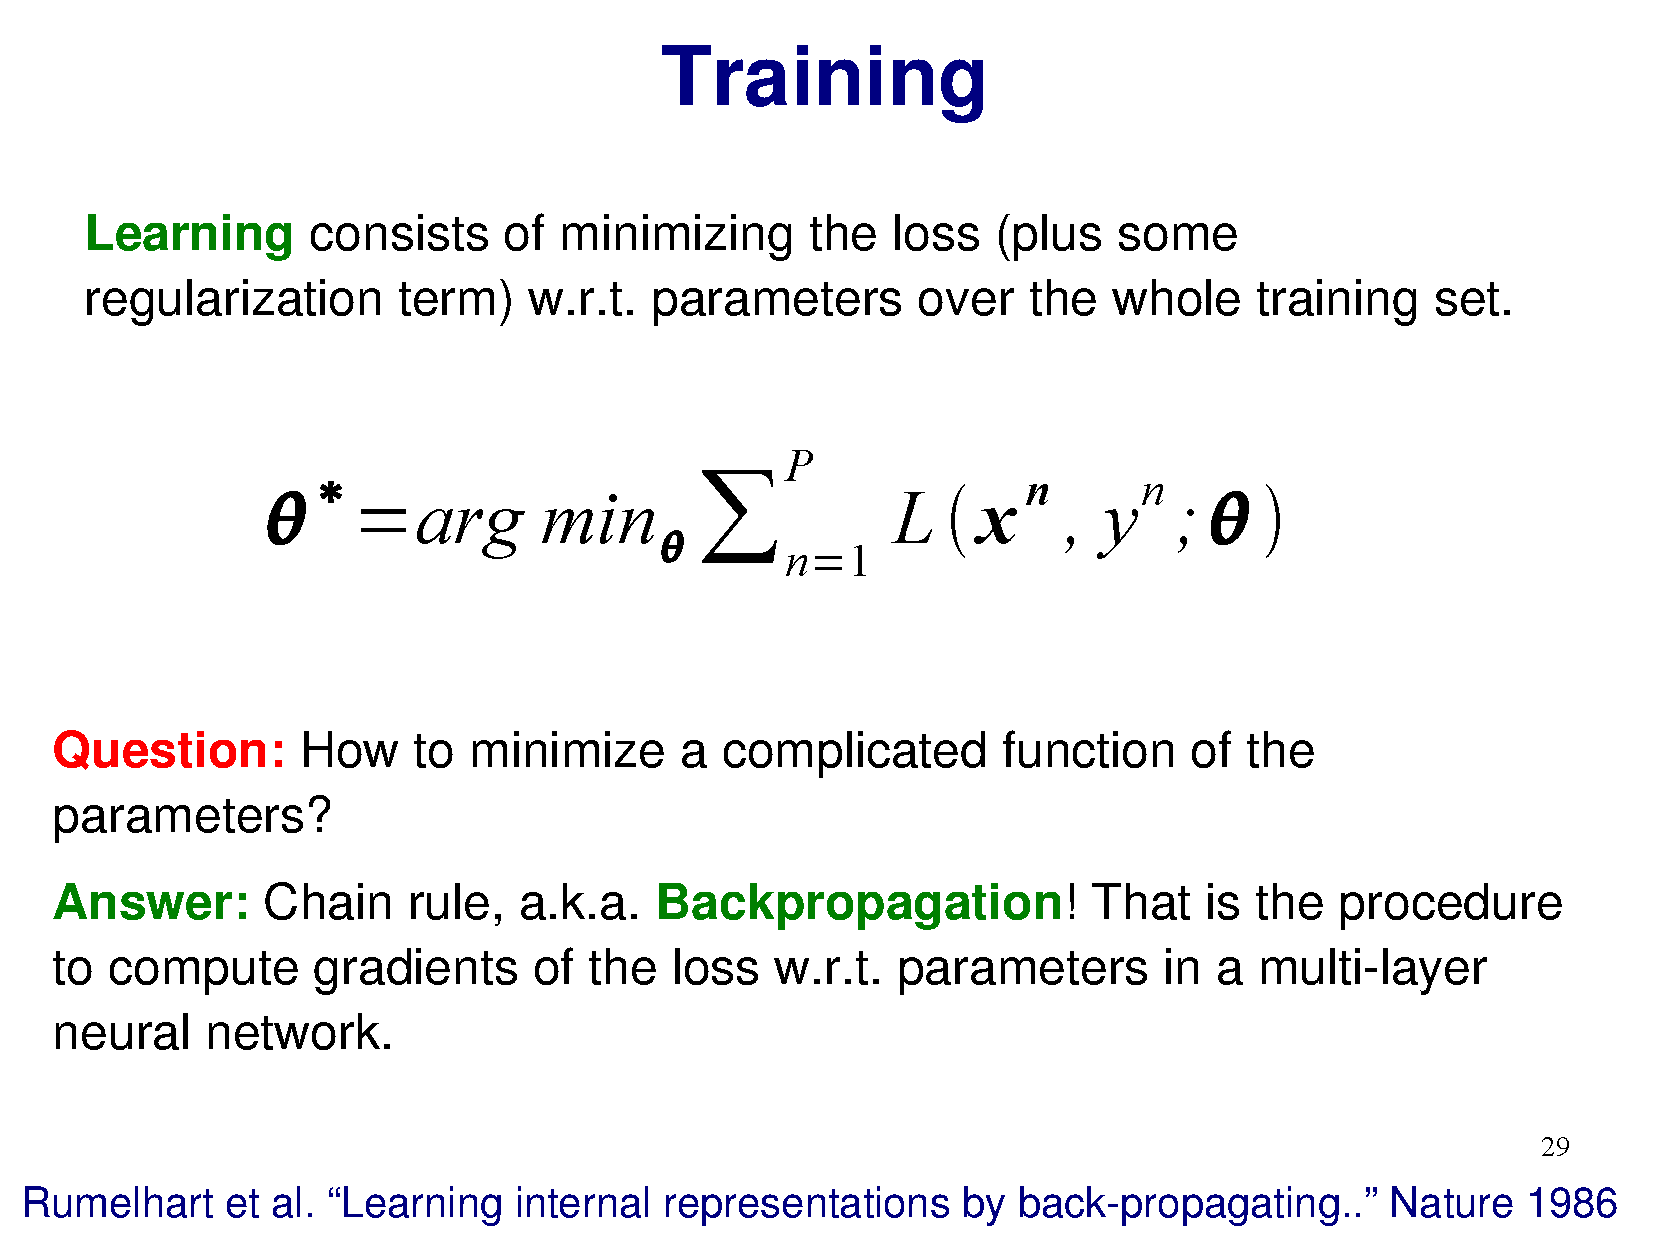 Training
Learning consists of minimizing the loss (plus some
regularization term) w.r.t. parameters over the whole training set.
θ* = arg min_θ ∑_{n=1}^{P} L(x^n, y^n; θ)
Question: How to minimize a complicated function of the
parameters?
Answer: Chain rule, a.k.a. Backpropagation! That is the procedure
to compute gradients of the loss w.r.t. parameters in a multi-layer
neural network.
29
Rumelhart et al. “Learning internal representations by back-propagating..” Nature 1986